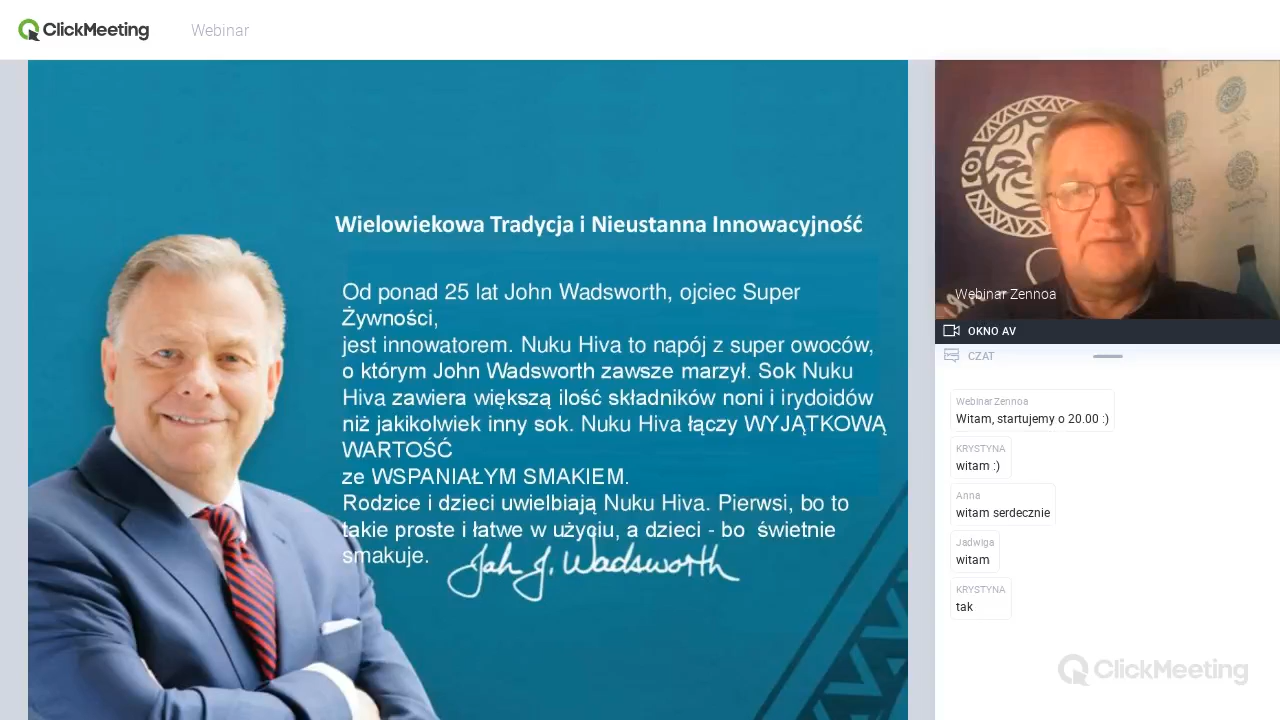 ClickMeeting
Webinar
Wielowiekowa Tradycja i Nieustanna Innowacyjność
Od ponad 25 lat John Wadsworth, ojciec Super
Żywności,
jest innowatorem. Nuku Hiva to napój z super owoców,
o którym John Wadsworth zawsze marzył. Sok Nuku
Hiva zawiera większą ilość składników noni i irydoidów
niż jakikolwiek inny sok. Nuku Hiva łączy WYJĄTKOWĄ
WARTOŚĆ
ze WSPANIAŁYM SMAKIEM.
Rodzice i dzieci uwielbiają Nuku Hiva. Pierwsi, bo to
takie proste i łatwe w użyciu, a dzieci - bo  świetnie
smakuje.
Webinar Zennoa
OKNO AV
CZAT
Webinar Zennoa
Witam, startujemy o 20.00 :)
KRYSTYNA
witam :)
Anna
witam serdecznie
Jadwiga
witam
KRYSTYNA
tak
ClickMeeting